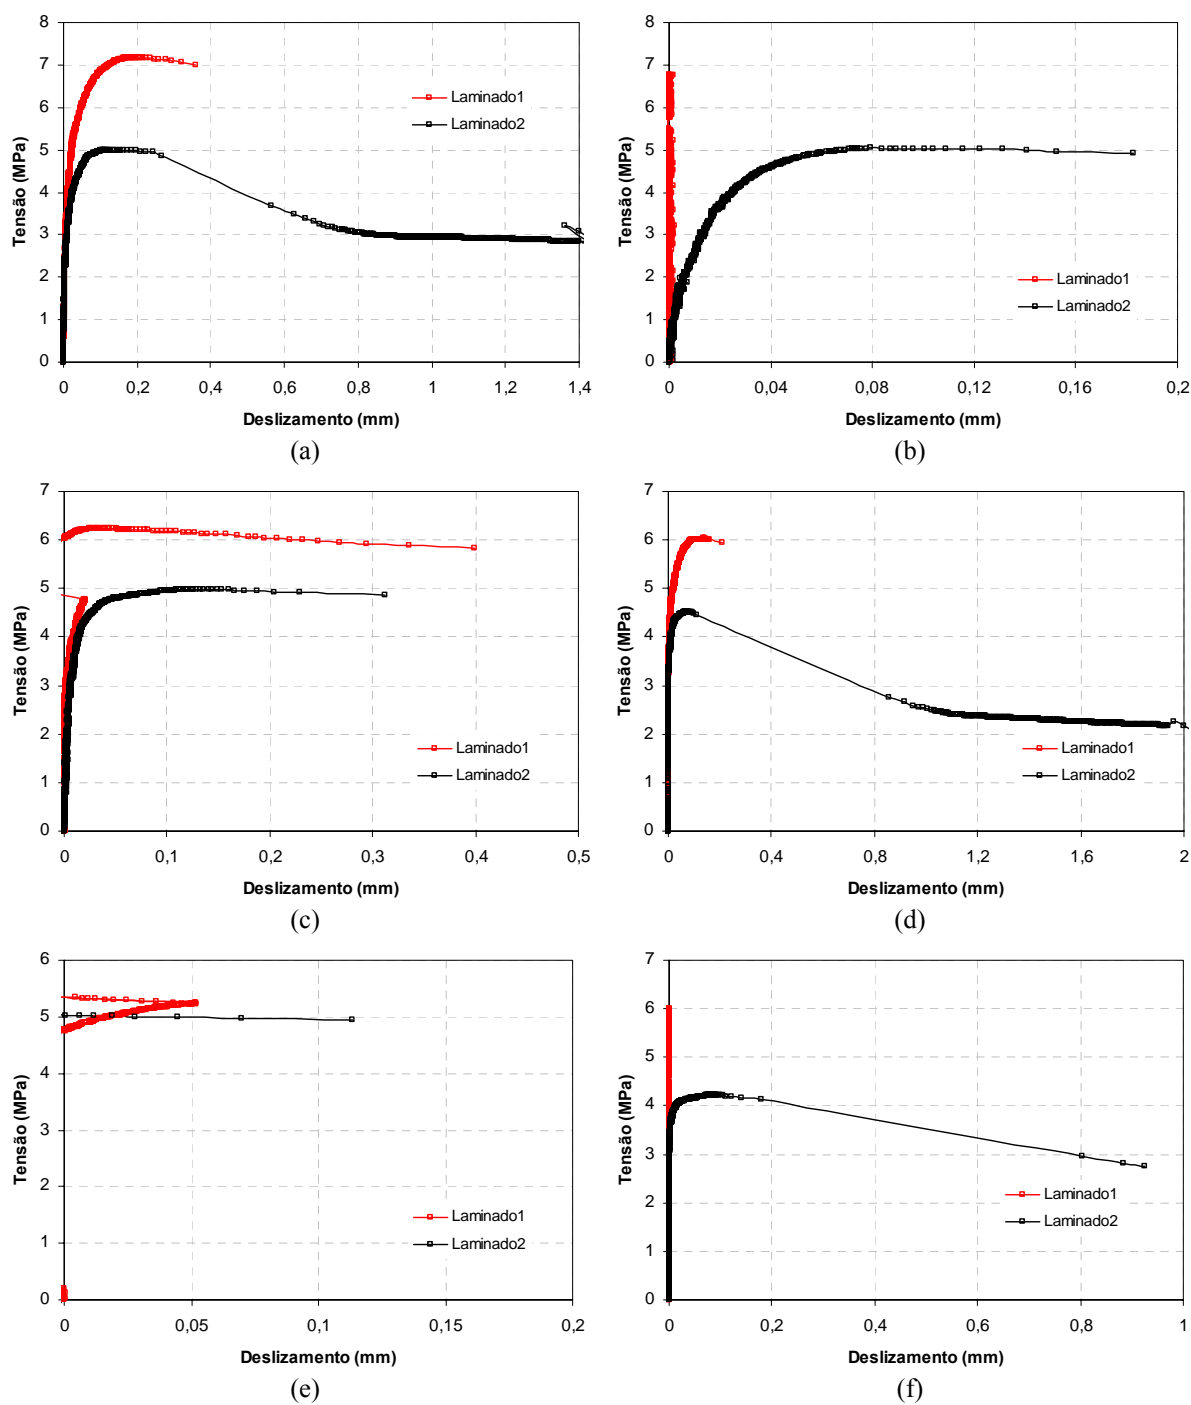 8
7
6
5
4
3
2
1
0
Tensão (MPa)
Laminado1
Laminado2
0 0,2 0,4 0,6 0,8 1 1,2 1,4
Deslizamento (mm)
(a)
8
7
6
5
4
3
2
1
0
Tensão (MPa)
Laminado1
Laminado2
0 0,04 0,08 0,12 0,16 0,2
Deslizamento (mm)
(b)
7
6
5
4
3
2
1
0
Tensão (MPa)
Laminado1
Laminado2
0 0,1 0,2 0,3 0,4 0,5
Deslizamento (mm)
(c)
7
6
5
4
3
2
1
0
Tensão (MPa)
Laminado1
Laminado2
0 0,4 0,8 1,2 1,6 2
Deslizamento (mm)
(d)
6
5
4
3
2
1
0
Tensão (MPa)
Laminado1
Laminado2
0 0,05 0,1 0,15 0,2
Deslizamento (mm)
(e)
7
6
5
4
3
2
1
0
Tensão (MPa)
Laminado1
Laminado2
0 0,2 0,4 0,6 0,8 1
Deslizamento (mm)
(f)